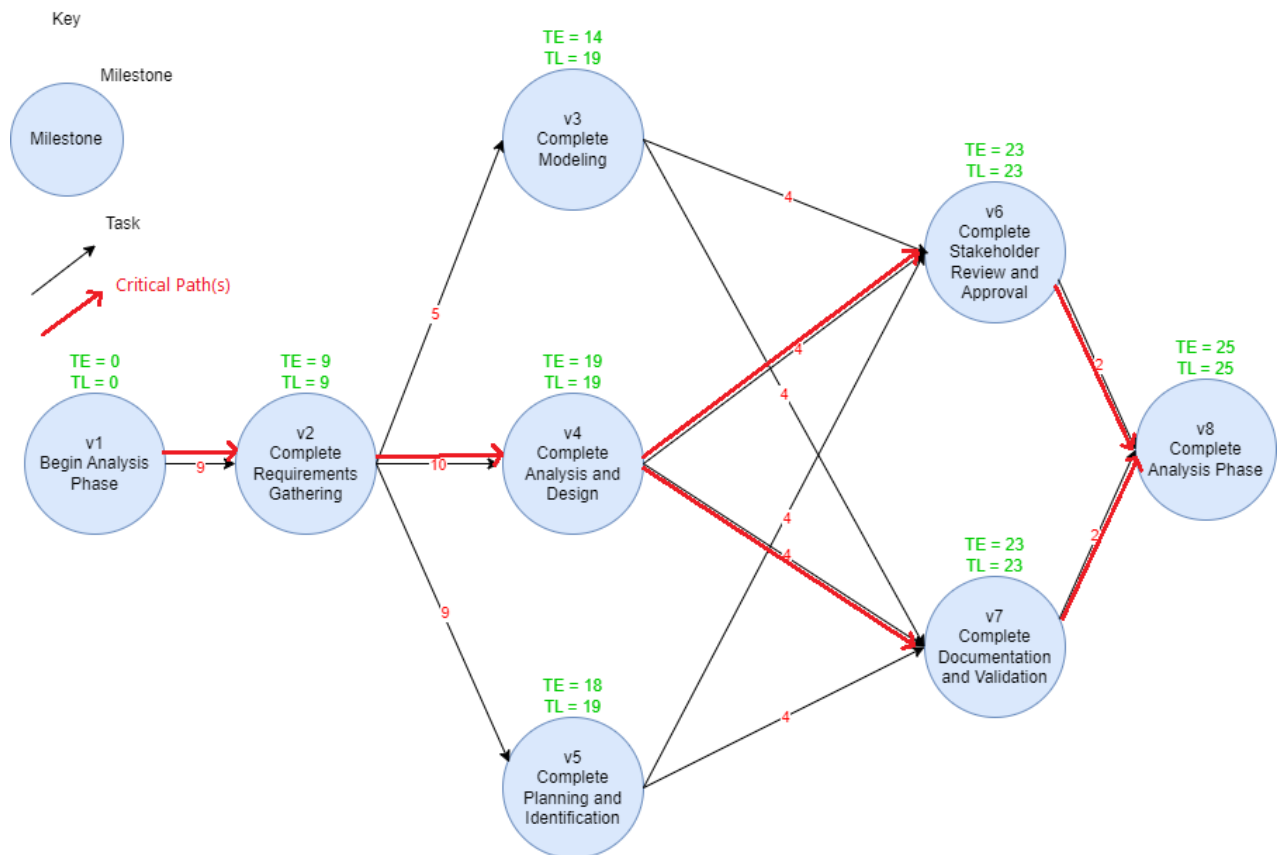 Key
Milestone
Milestone
Task
Critical Path(s)
TE = 0
TL = 0
v1
Begin Analysis
Phase
9
TE = 9
TL = 9
v2
Complete
Requirements
Gathering
5
10
9
TE = 14
TL = 19
v3
Complete
Modeling
TE = 19
TL = 19
v4
Complete
Analysis and
Design
TE = 18
TL = 19
v5
Complete
Planning and
Identification
4
4
4
4
4
4
TE = 23
TL = 23
v6
Complete
Stakeholder
Review and
Approval
TE = 23
TL = 23
v7
Complete
Documentation
and Validation
2
2
TE = 25
TL = 25
v8
Complete
Analysis Phase